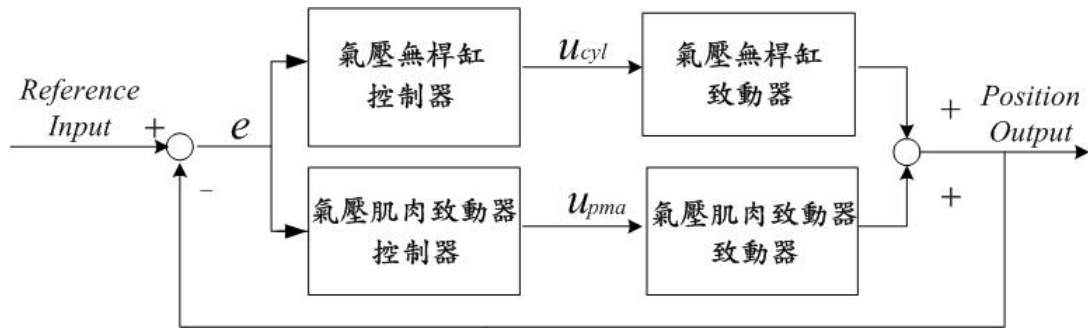 Reference
Input
+
−
e
氣壓無桿缸
控制器
u_cyl
氣壓無桿缸
致動器
氣壓肌肉致動器
控制器
u_pma
氣壓肌肉致動器
致動器
+
+
Position
Output